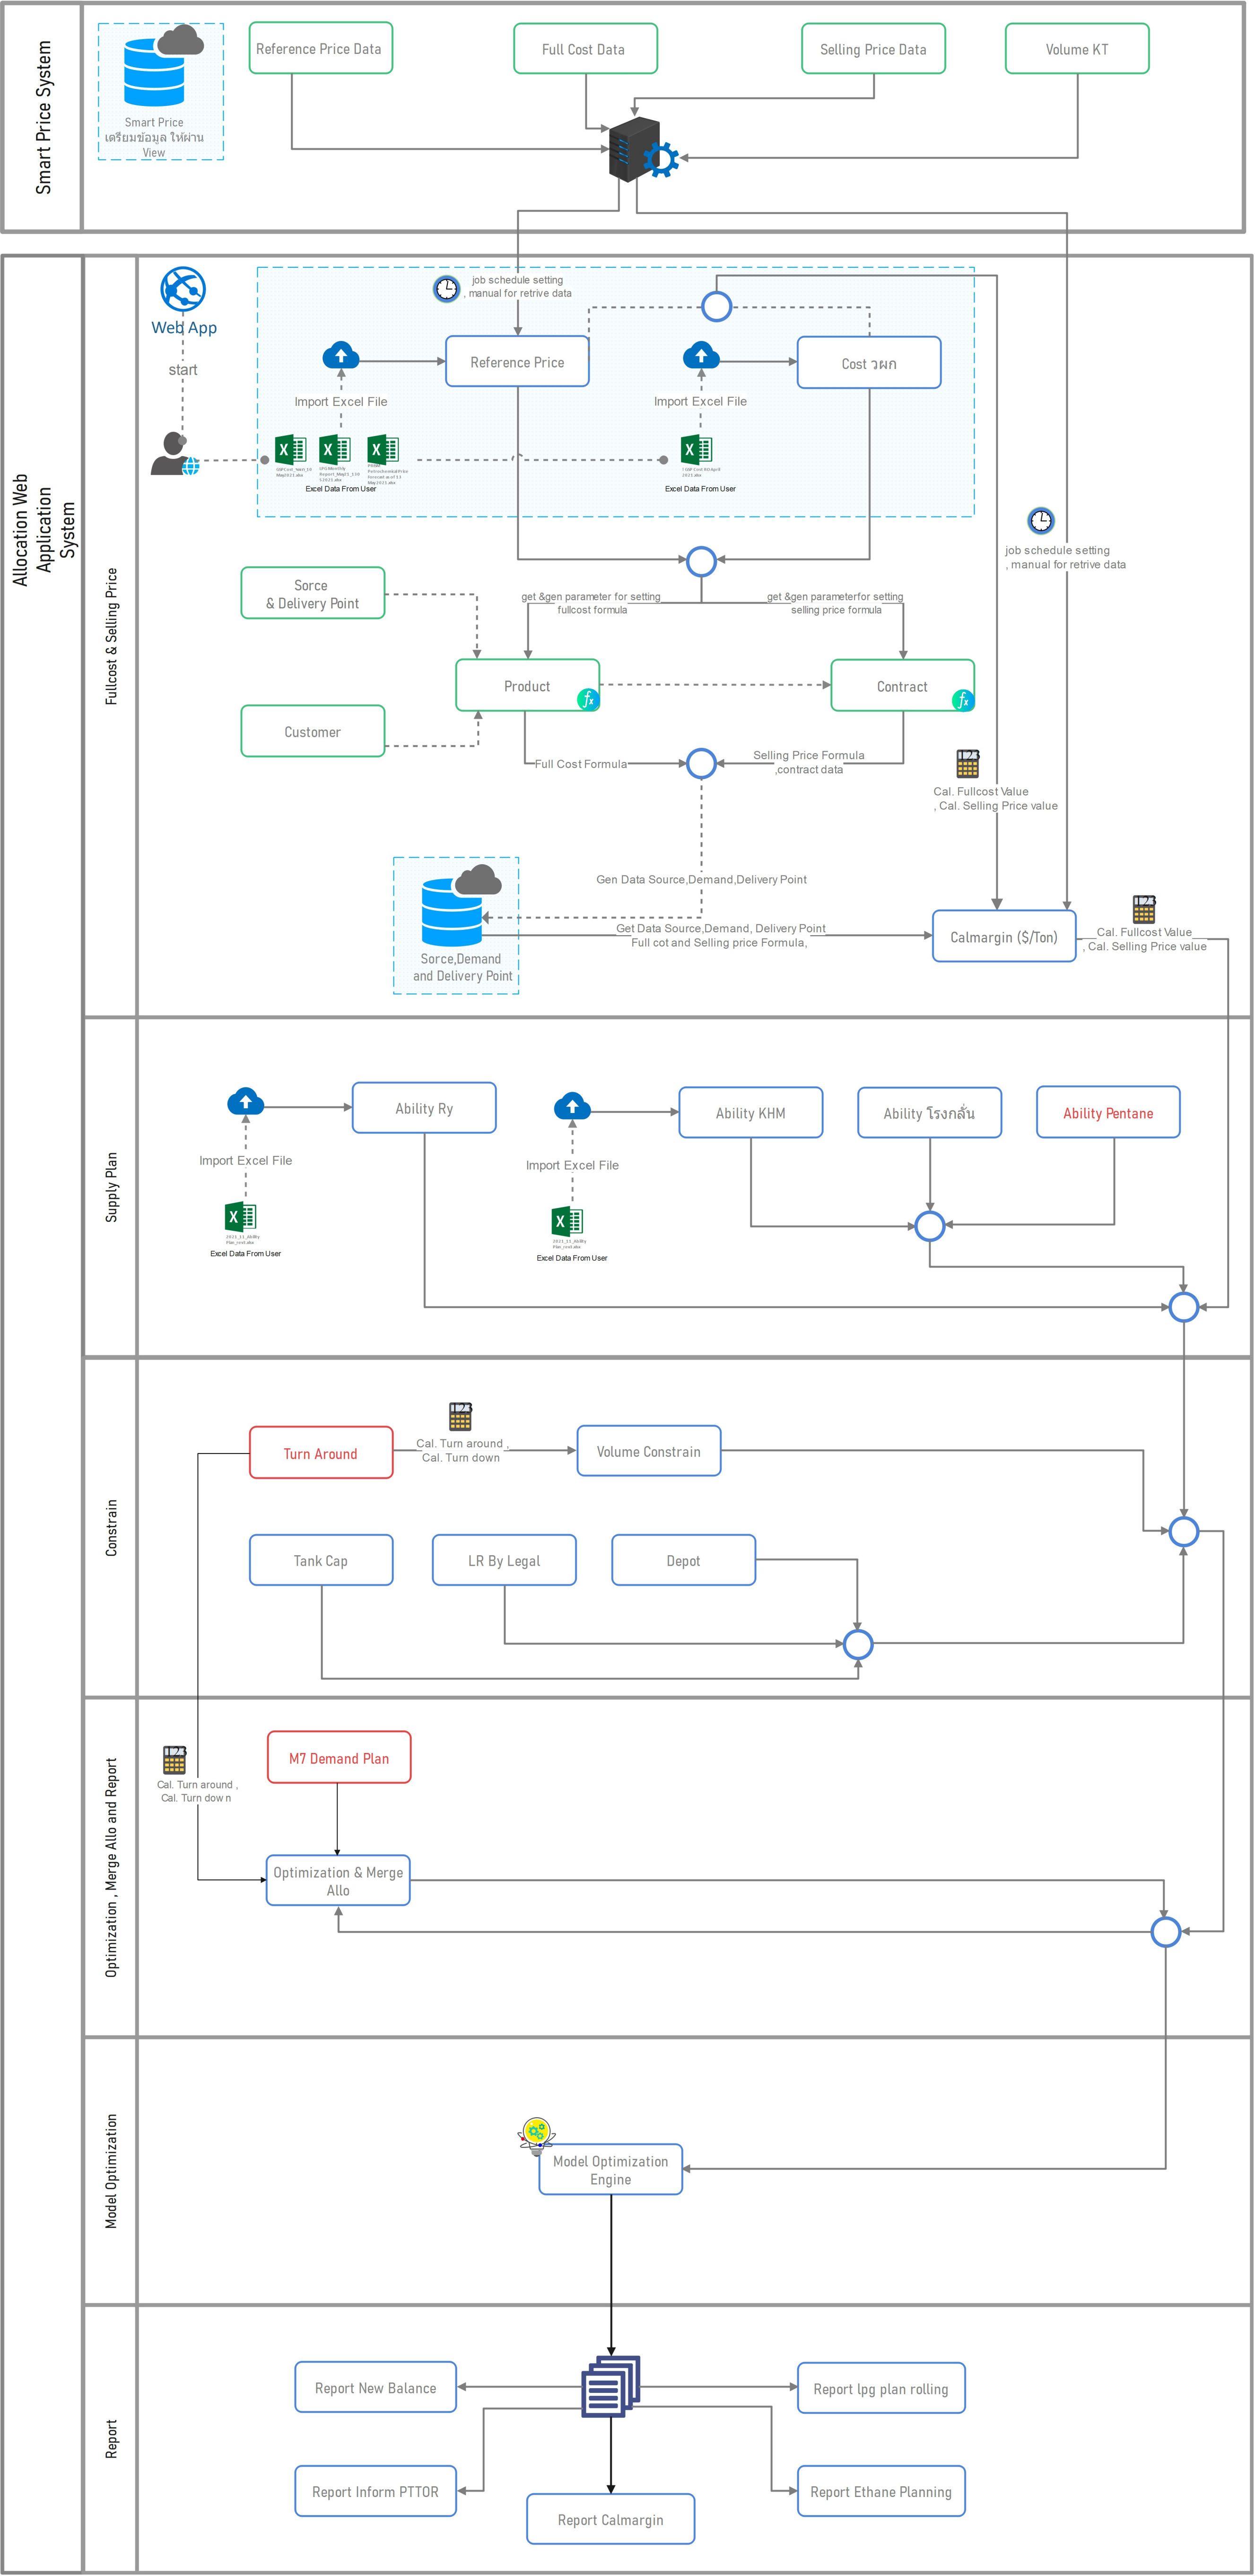 Smart Price System
Smart Price
เตรียมข้อมูล ให้ผ่าน
View
Reference Price Data
Full Cost Data
Selling Price Data
Volume KT
Allocation Web
Application
System
Fullcost & Selling Price
Web App
start
job schedule setting
, manual for retrive data
Reference Price
Cost วผก
Import Excel File
Import Excel File
Excel Data From User
Excel Data From User
job schedule setting
, manual for retrive data
Sorce
& Delivery Point
get &gen parameter for setting
fullcost formula
get &gen parameterfor setting
selling price formula
Product
Contract
Customer
Full Cost Formula
Selling Price Formula
,contract data
123
Cal. Fullcost Value
, Cal. Selling Price value
Gen Data Source,Demand,Delivery Point
Get Data Source,Demand, Delivery Point
Full cot and Selling price Formula,
Sorce,Demand
and Delivery Point
Calmargin ($/Ton)
123
Cal. Fullcost Value
, Cal. Selling Price value
Supply Plan
Ability Ry
Ability KHM
Ability โรงกลั่น
Ability Pentane
Import Excel File
Import Excel File
Excel Data From User
Excel Data From User
Constrain
Turn Around
123
Cal. Turn around ,
Cal. Turn down
Volume Constrain
Tank Cap
LR By Legal
Depot
Optimization , Merge Allo and Report
M7 Demand Plan
123
Cal. Turn around ,
Cal. Turn down
Optimization & Merge
Allo
Model Optimization
Model Optimization
Engine
Report
Report New Balance
Report lpg plan rolling
Report Inform PTTOR
Report Ethane Planning
Report Calmargin